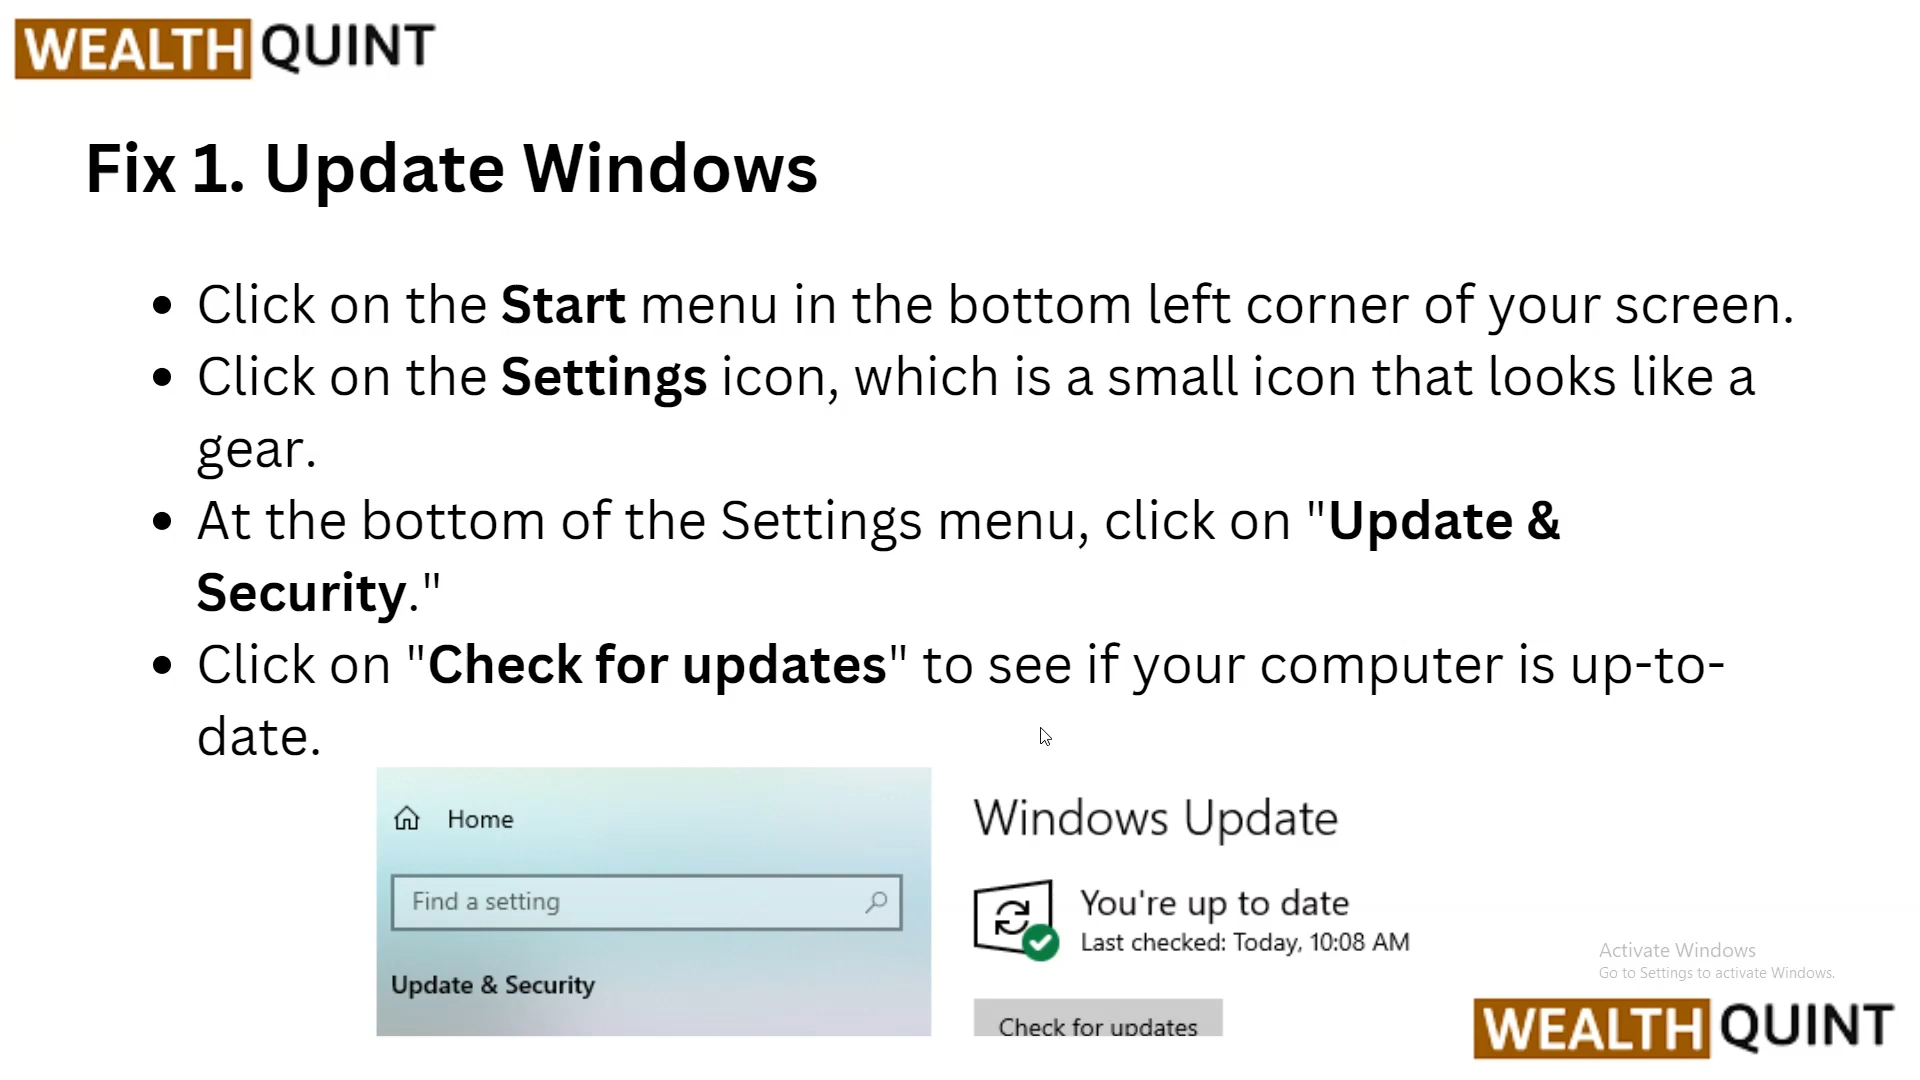 WEALTH QUINT
Fix 1. Update Windows
• Click on the Start menu in the bottom left corner of your screen.
• Click on the Settings icon, which is a small icon that looks like a
gear.
• At the bottom of the Settings menu, click on "Update &
Security."
• Click on "Check for updates" to see if your computer is up-to-
date.
Home
Find a setting
Update & Security
Windows Update
You're up to date
Last checked: Today, 10:08 AM
Check for updates
Activate Windows
Go to Settings to activate Windows.
WEALTH QUINT